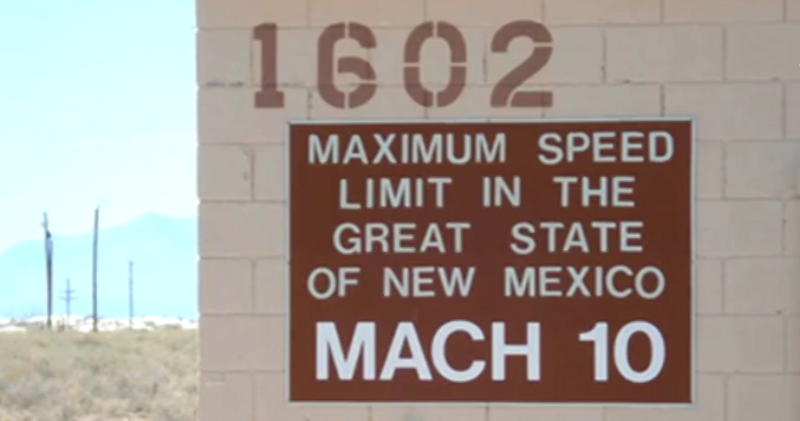 1602
MAXIMUM SPEED
LIMIT IN THE
GREAT STATE
OF NEW MEXICO
MACH 10